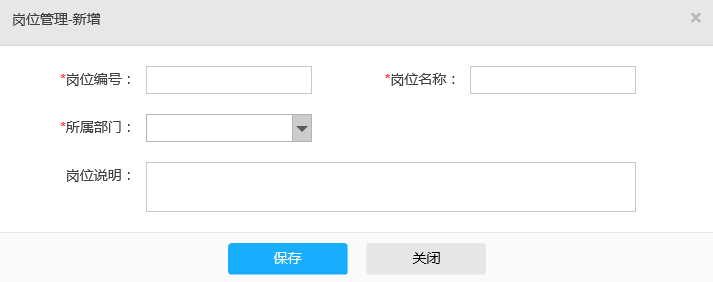 岗位管理-新增
*岗位编号： *岗位名称：
*所属部门：
岗位说明：
保存 关闭